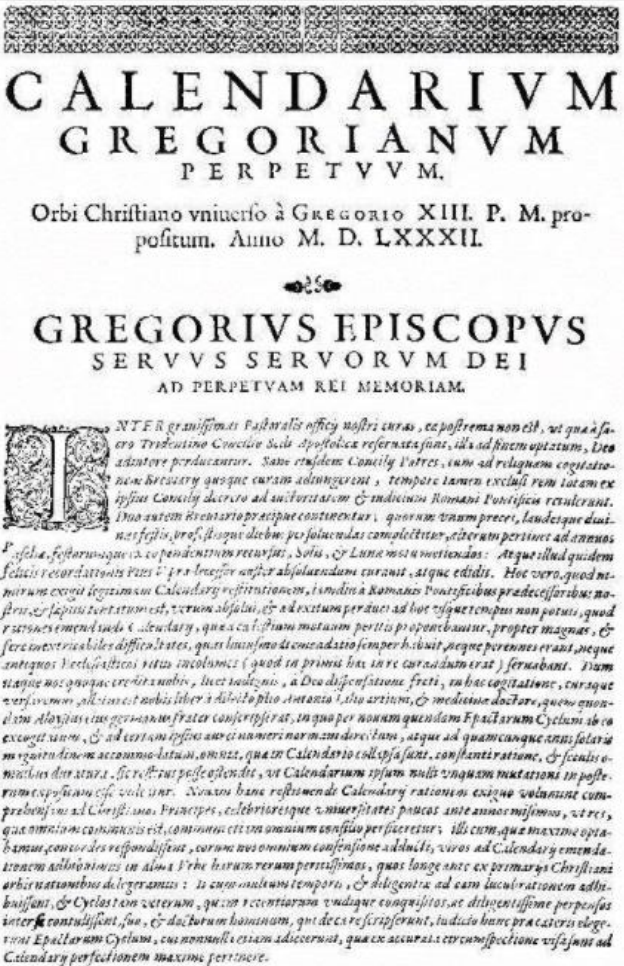 CALENDARIVM
GREGORIANVM
PERPETVVM.
Orbi Chriſtiano vniuerſo à GREGORIO XIII. P. M. pro-
poſitum. Anno M. D. LXXXII.
GREGORIVS EPISCOPVS
SERVVS SERVORVM DEI
AD PERPETVAM REI MEMORIAM.
INTER grauiſſimas Paſtoralis officij noſtri curas, ea poſtrema non eſt, vt quæ à ſa-
cro Tridentino Concilio Sedi Apoſtolicæ reſeruata ſunt, illa ad finem optatum, Deo
adiutore perducantur. Sane eiuſdem Concilij Patres, cum ad reliquam cogitatio-
nem Breuiarij quoque curam adiungerent, tempore tamen excluſi rem totam ex
ipſius Concilij decreto ad auctoritatem & iudicium Romani Pontificis retulerunt.
Duo autem Breuiario præcipue continentur, quorum vnum preces, laudeſque diui-
nas feſtis, profeſtiſque diebus perſoluendas complectitur, alterum pertinet ad annuos
Paſchæ, feſtorumque ex eo pendentium recurſus, Solis, & Lunæ motu metiendos: Atque illud quidem
felicis recordationis Pius V prædeceſſor noſter abſoluendum curauit, atque edidit. Hoc vero, quod ni-
mirum exigit legitimam Calendarij reſtitutionem, iamdiu à Romanis Pontificibus prædeceſſoribus no-
ſtris, & ſæpius tentatum eſt, verum abſolui, & ad exitum perduci ad hoc vſque tempus non potuit, quod
rationes emendandi Calendarij, quæ à cæleſtium motuum peritis proponebantur, propter magnas, &
fere inextricabiles difficultates, quas huiuſmodi emendatio ſemper habuit, neque perennes erant, neque
antiquos Eccleſiaſticos ritus incolumes (quod in primis hac in re curandum erat) ſeruabant. Dum
itaque nos quoque credita nobis, licet indignis, à Deo diſpenſatione freti, in hac cogitatione, curaque
verſaremur, allatus eſt nobis liber à dilecto filio Antonio Lilio artium, & medicinæ doctore, quem quon-
dam Aloyſius eius germanus frater conſcripſerat, in quo per nouum quendam Epactarum Cyclum ab eo
excogitatum, & ad certam ipſius aurei numeri normam directum, atque ad quamcunque anni ſolaris
magnitudinem accommodatum, omnia, quæ in Calendario collapſa ſunt, conſtanti ratione, & ſæculis o-
mnibus duratura, ſic reſtitui poſſe oſtendit, vt Calendarium ipſum nulli vnquam mutationi in poſte-
rum expoſitum eſſe videatur. Nouam hanc reſtituendi Calendarij rationem exiguo volumine com-
prehenſam ad Chriſtianos Principes, celebrioreſque vniuerſitates paucos ante annos miſimus, vt res,
quæ omnium communis eſt, communi etiam omnium conſilio perficeretur; illi cum, quæ maxime opta-
bamus, concordes reſpondiſſent, eorum nos omnium conſenſione adducti, viros ad Calendarij emenda-
tionem adhibuimus in alma Vrbe harum rerum peritiſſimos, quos longe ante ex primarijs Chriſtiani
orbis nationibus delegeramus: Ii cum multum temporis, & diligentiæ ad eam lucubrationem adhi-
buiſſent, & Cyclos tam veterum, quam recentiorum vndique conquiſitos, ac diligentiſſime perpenſos
inter ſe contuliſſent, ſuo, & doctorum hominum, qui de ea re ſcripſerunt, iudicio hunc præ cæteris elege-
runt Epactarum Cyclum, cui nonnulla etiam adiecerunt, quæ ex accurata circumſpectione viſa ſunt ad
Calendarij perfectionem maxime pertinere.